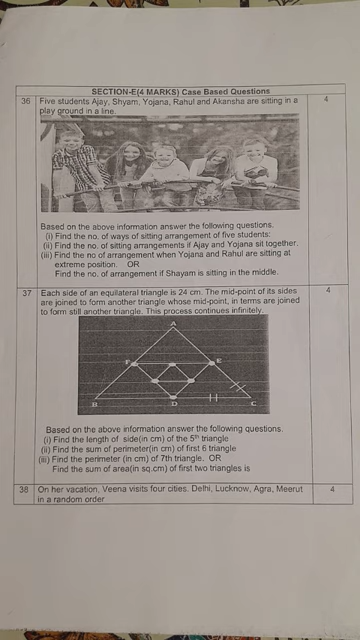 SECTION-E(4 MARKS) Case Based Questions
36 Five students Ajay, Shyam, Yojana, Rahul and Akansha are sitting in a 4
play ground in a line.
Based on the above information answer the following questions.
(i) Find the no. of ways of sitting arrangement of five students:
(ii) Find the no. of sitting arrangements if Ajay and Yojana sit together.
(iii) Find the no. of arrangement when Yojana and Rahul are sitting at
extreme position. OR
Find the no. of arrangement if Shayam is sitting in the middle.
37 Each side of an equilateral triangle is 24 cm. The mid-point of its sides 4
are joined to form another triangle whose mid-point, in terms are joined
to form still another triangle. This process continues infinitely.
A
F E
B D C
Based on the above information answer the following questions.
(i) Find the length of side(in cm) of the 5th triangle
(ii) Find the sum of perimeter(in cm) of first 6 triangle
(iii) Find the perimeter (in cm) of 7th triangle. OR
Find the sum of area(in sq.cm) of first two triangles is
38 On her vacation, Veena visits four cities. Delhi, Lucknow, Agra, Meerut 4
in a random order